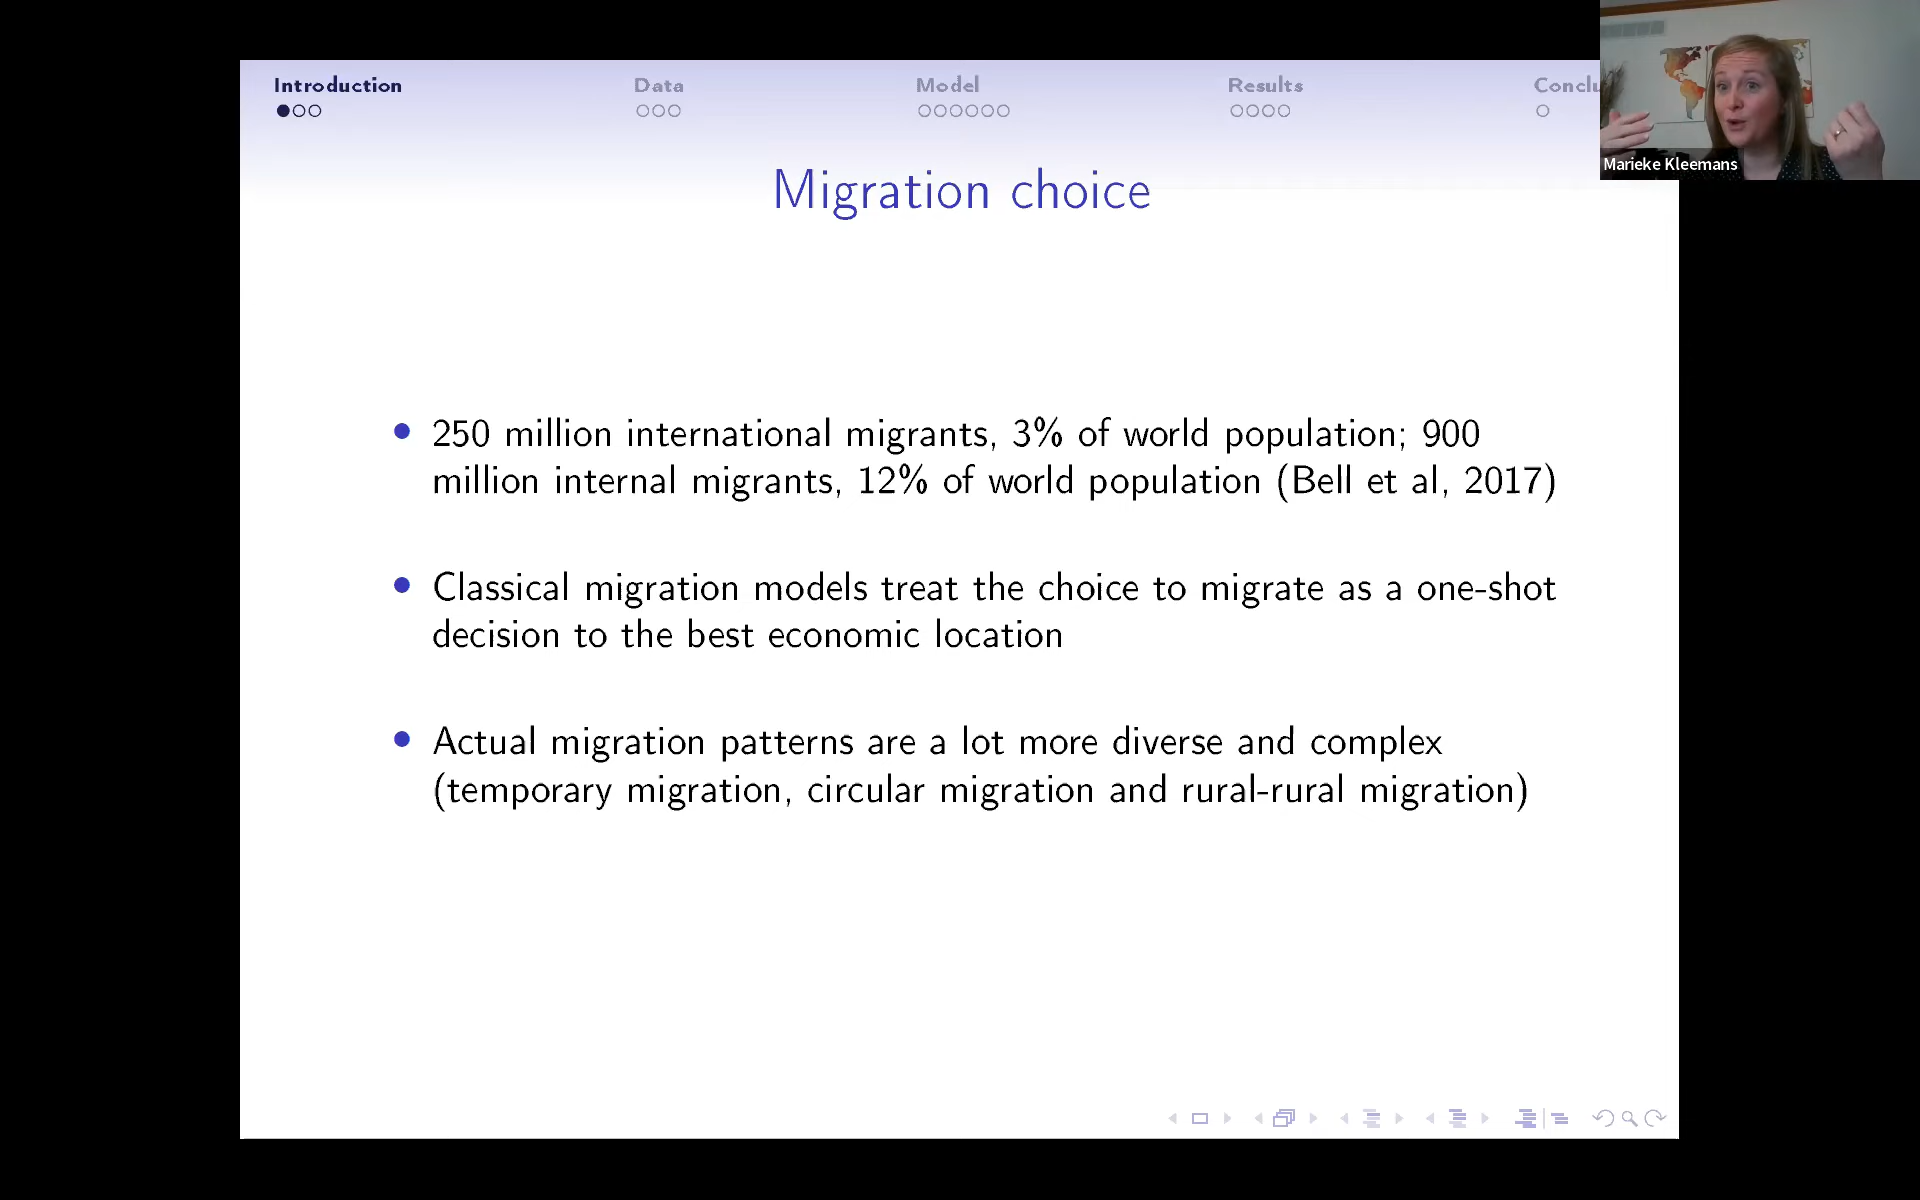 Introduction Data Model Results Conclu
Marieke Kleemans
Migration choice
• 250 million international migrants, 3% of world population; 900
million internal migrants, 12% of world population (Bell et al, 2017)
• Classical migration models treat the choice to migrate as a one-shot
decision to the best economic location
• Actual migration patterns are a lot more diverse and complex
(temporary migration, circular migration and rural-rural migration)